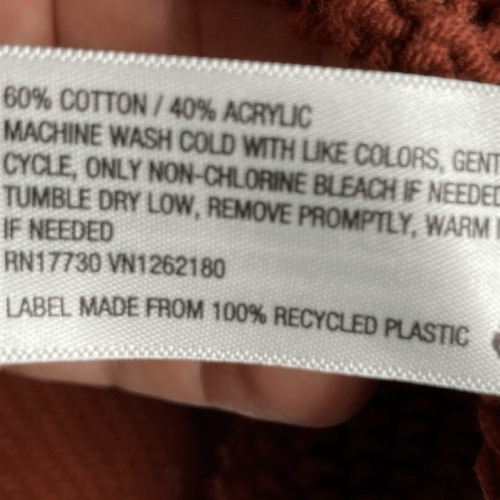 60% COTTON / 40% ACRYLIC
MACHINE WASH COLD WITH LIKE COLORS, GENT
CYCLE, ONLY NON-CHLORINE BLEACH IF NEEDED
TUMBLE DRY LOW, REMOVE PROMPTLY, WARM
IF NEEDED
RN17730 VN1262180
LABEL MADE FROM 100% RECYCLED PLASTIC